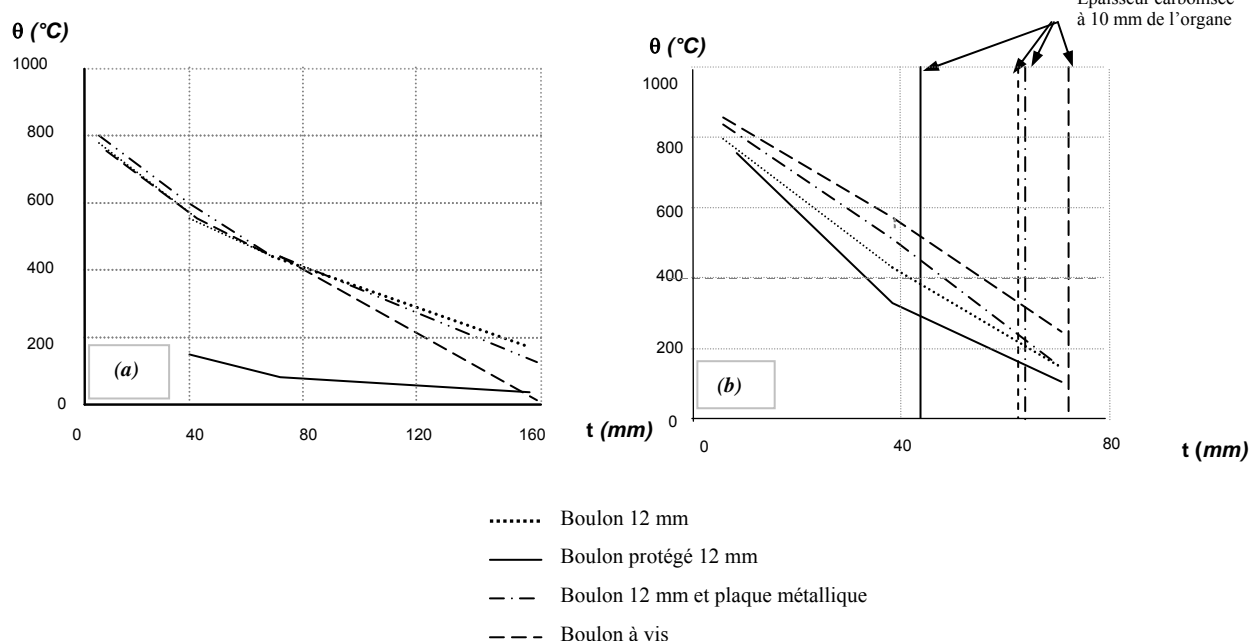 Epaisseur carbonisée
à 10 mm de l'organe
θ (°C)
1000
800
600
400
200
0
(a)
0 40 80 120 160
t (mm)
θ (°C)
1000
800
600
400
200
0
(b)
0 40 80
t (mm)
Boulon 12 mm
Boulon protégé 12 mm
Boulon 12 mm et plaque métallique
Boulon à vis